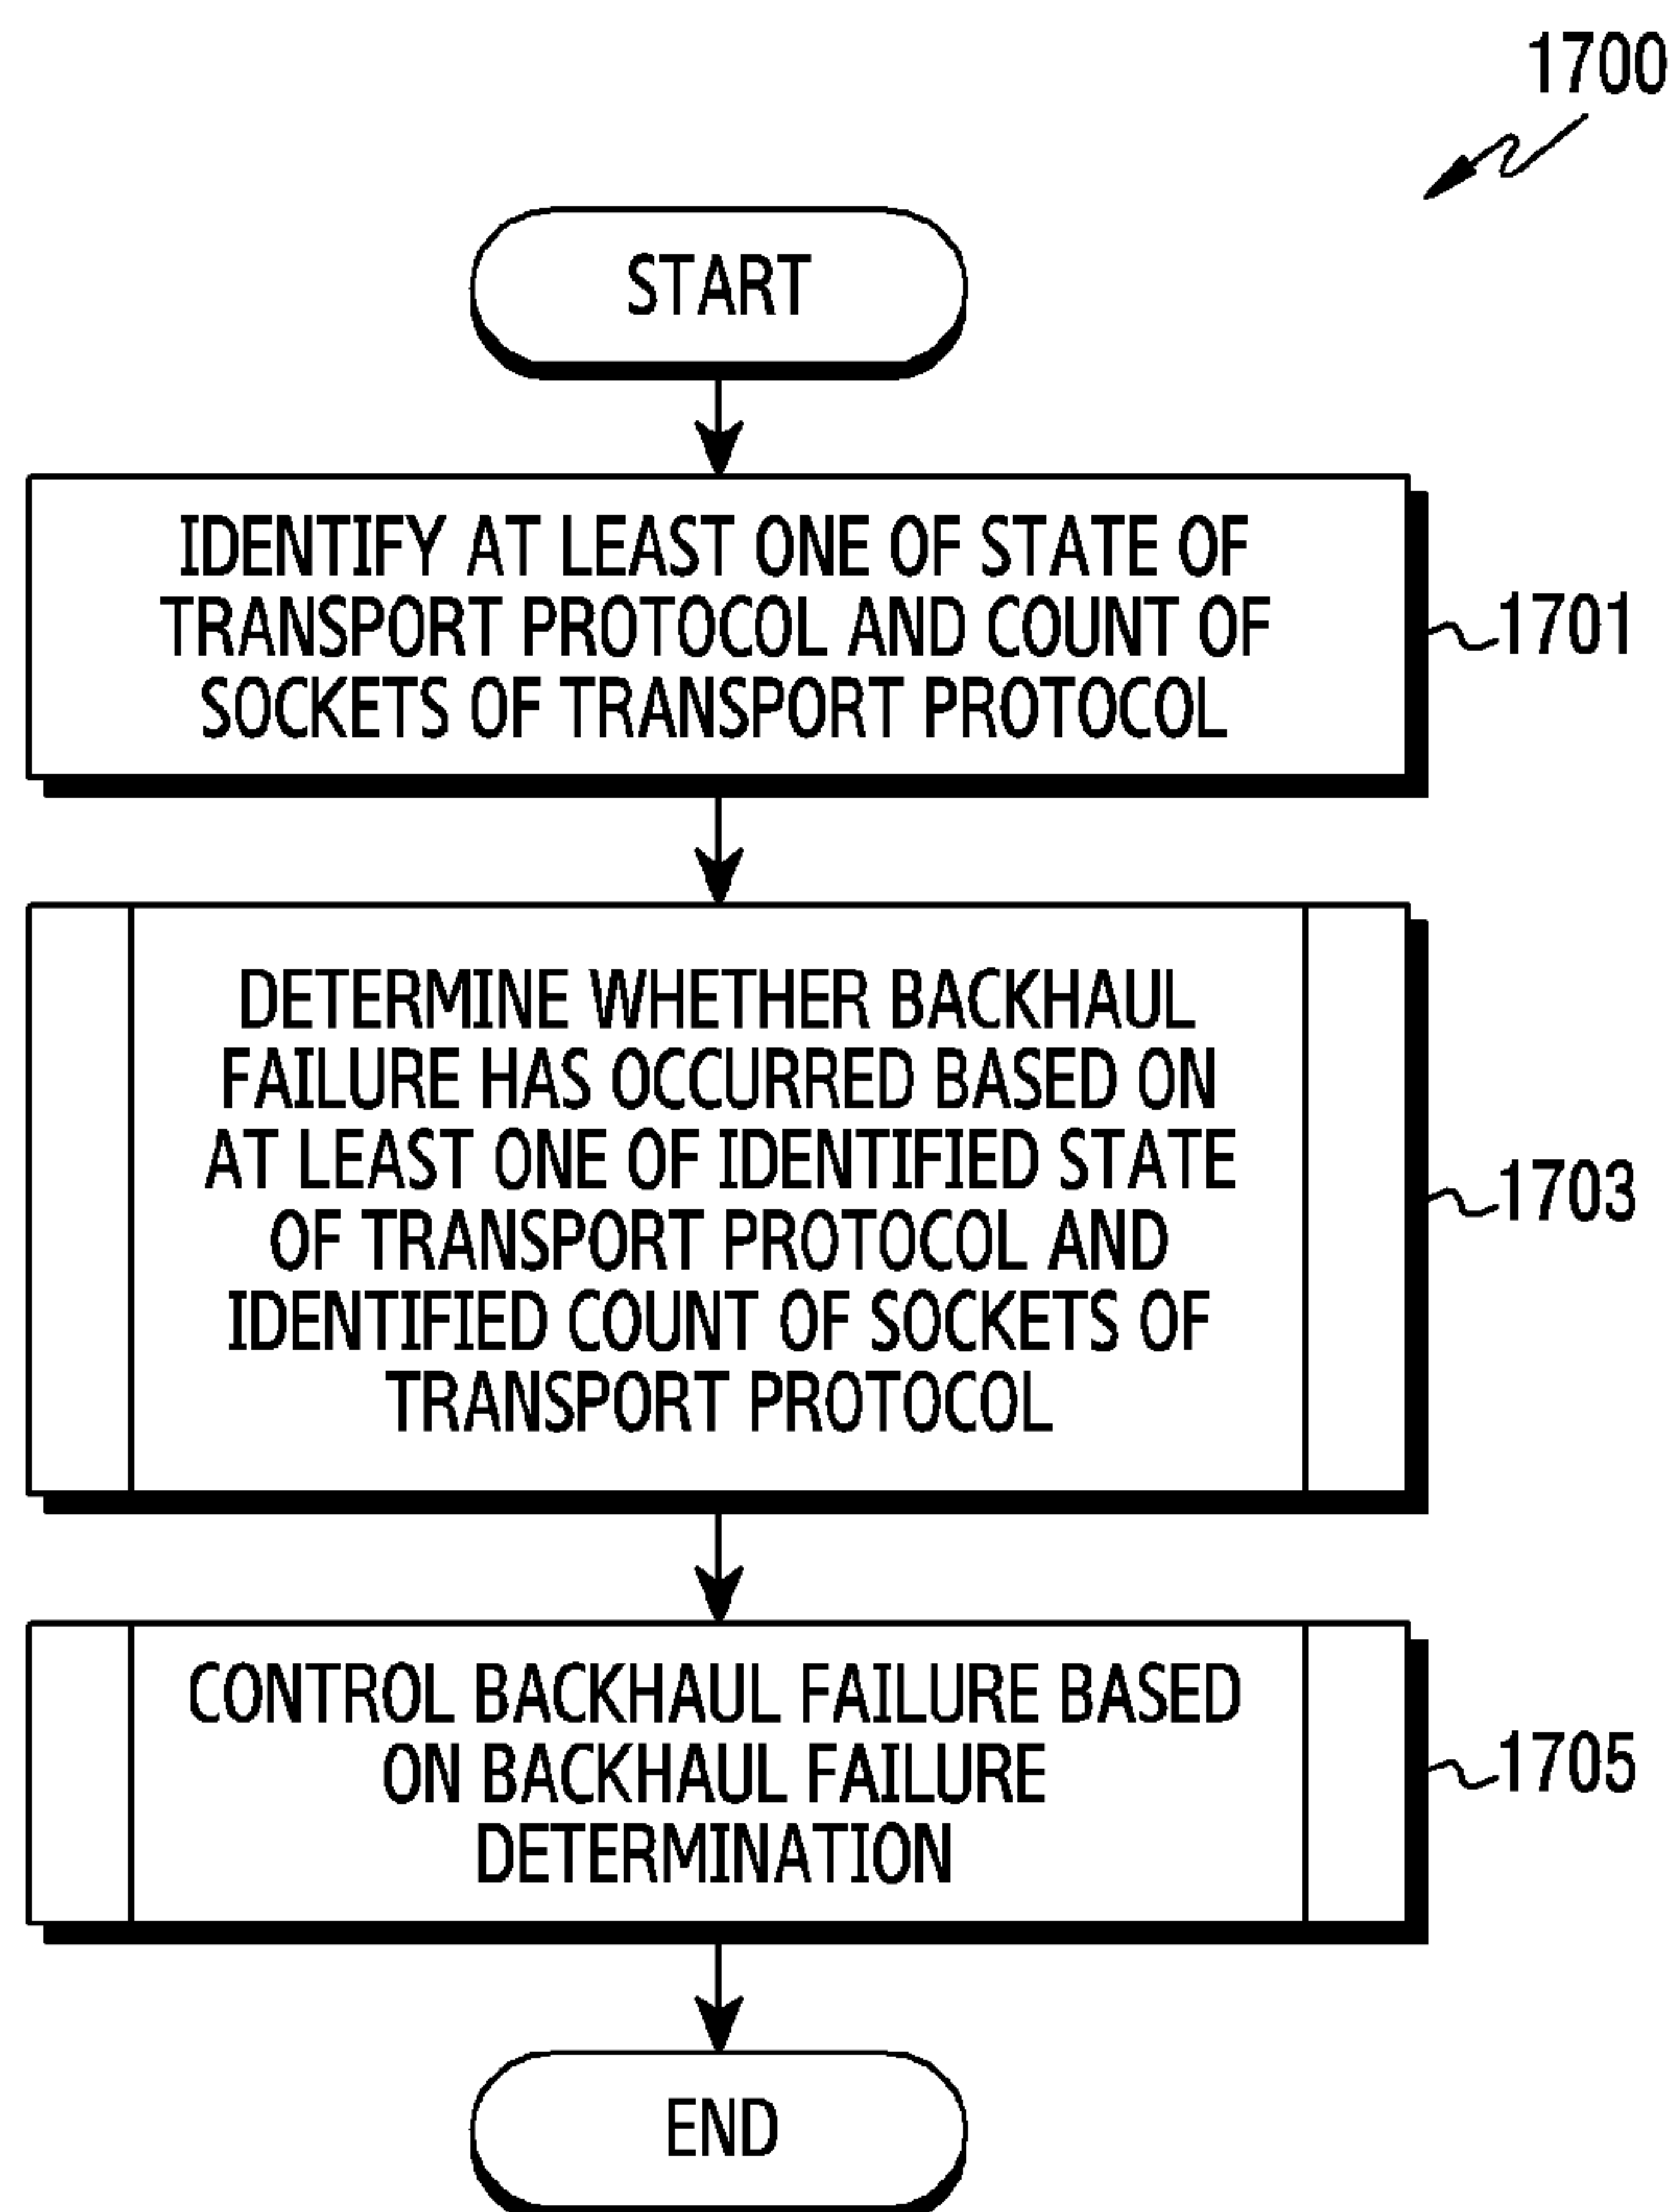 1700
START
IDENTIFY AT LEAST ONE OF STATE OF
TRANSPORT PROTOCOL AND COUNT OF
SOCKETS OF TRANSPORT PROTOCOL
1701
DETERMINE WHETHER BACKHAUL
FAILURE HAS OCCURRED BASED ON
AT LEAST ONE OF IDENTIFIED STATE
OF TRANSPORT PROTOCOL AND
IDENTIFIED COUNT OF SOCKETS OF
TRANSPORT PROTOCOL
1703
CONTROL BACKHAUL FAILURE BASED
ON BACKHAUL FAILURE
DETERMINATION
1705
END